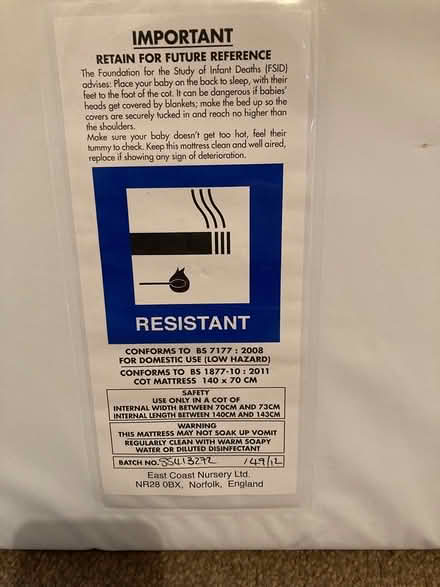 IMPORTANT
RETAIN FOR FUTURE REFERENCE
The Foundation for the Study of Infant Deaths (FSID)
advises: Place your baby on the back to sleep, with their
feet to the foot of the cot. It can be dangerous if babies'
heads get covered by blankets; make the bed up so the
covers are securely tucked in and reach no higher than
the shoulders.
Make sure your baby doesn't get too hot, feel their
tummy to check. Keep this mattress clean and well aired,
replace if showing any sign of deterioration.
RESISTANT
CONFORMS TO BS 7177 : 2008
FOR DOMESTIC USE (LOW HAZARD)
CONFORMS TO BS 1877-10 : 2011
COT MATTRESS 140 x 70 CM
SAFETY
USE ONLY IN A COT OF
INTERNAL WIDTH BETWEEN 70CM AND 73CM
INTERNAL LENGTH BETWEEN 140CM AND 143CM
WARNING
THIS MATTRESS MAY NOT SOAK UP VOMIT
REGULARLY CLEAN WITH WARM SOAPY
WATER OR DILUTED DISINFECTANT
BATCH NO.
East Coast Nursery Ltd.
NR28 0BX, Norfolk, England